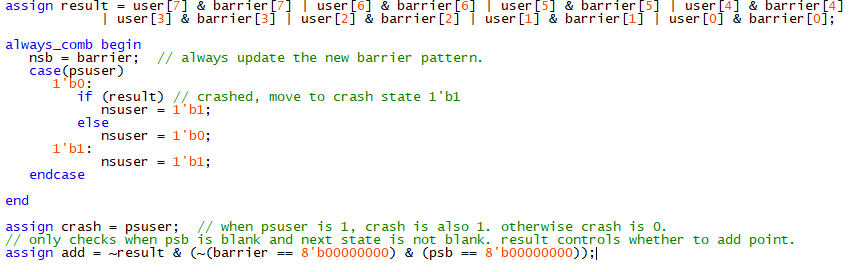 assign result = user[7] & barrier[7] | user[6] & barrier[6] | user[5] & barrier[5] | user[4] & barrier[4]
| user[3] & barrier[3] | user[2] & barrier[2] | user[1] & barrier[1] | user[0] & barrier[0];
always_comb begin
nsb = barrier; // always update the new barrier pattern.
case(psuser)
1'b0:
if (result) // crashed, move to crash state 1'b1
nsuser = 1'b1;
else
nsuser = 1'b0;
1'b1:
nsuser = 1'b1;
endcase
end
assign crash = psuser; // when psuser is 1, crash is also 1. otherwise crash is 0.
// only checks when psb is blank and next state is not blank. result controls whether to add point.
assign add = ~result & (~(barrier == 8'b00000000) & (psb == 8'b00000000));